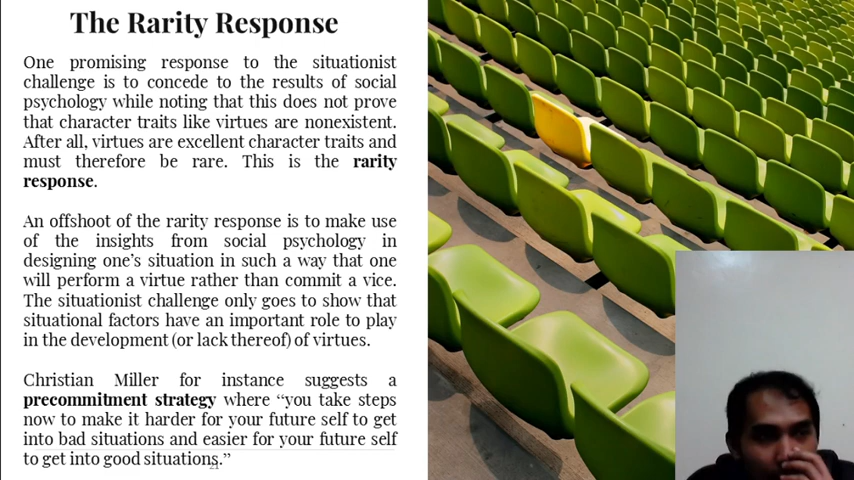 The Rarity Response
One promising response to the situationist
challenge is to concede to the results of social
psychology while noting that this does not prove
that character traits like virtues are nonexistent.
After all, virtues are excellent character traits and
must therefore be rare. This is the rarity
response.
An offshoot of the rarity response is to make use
of the insights from social psychology in
designing one's situation in such a way that one
will perform a virtue rather than commit a vice.
The situationist challenge only goes to show that
situational factors have an important role to play
in the development (or lack thereof) of virtues.
Christian Miller for instance suggests a
precommitment strategy where “you take steps
now to make it harder for your future self to get
into bad situations and easier for your future self
to get into good situations.”